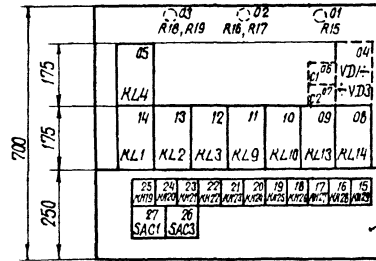 03 02 01
R18, R19 R16, R17 R15
05 04
C1 06 VD1÷
C2 07 ÷VD3
KL4
14 13 12 11 10 09 08
KL1 KL2 KL3 KL9 KL10 KL13 KL14
25 24 23 22 21 20 19 18 17 16 15
27 26
SAC1 SAC3
175
175
250
700